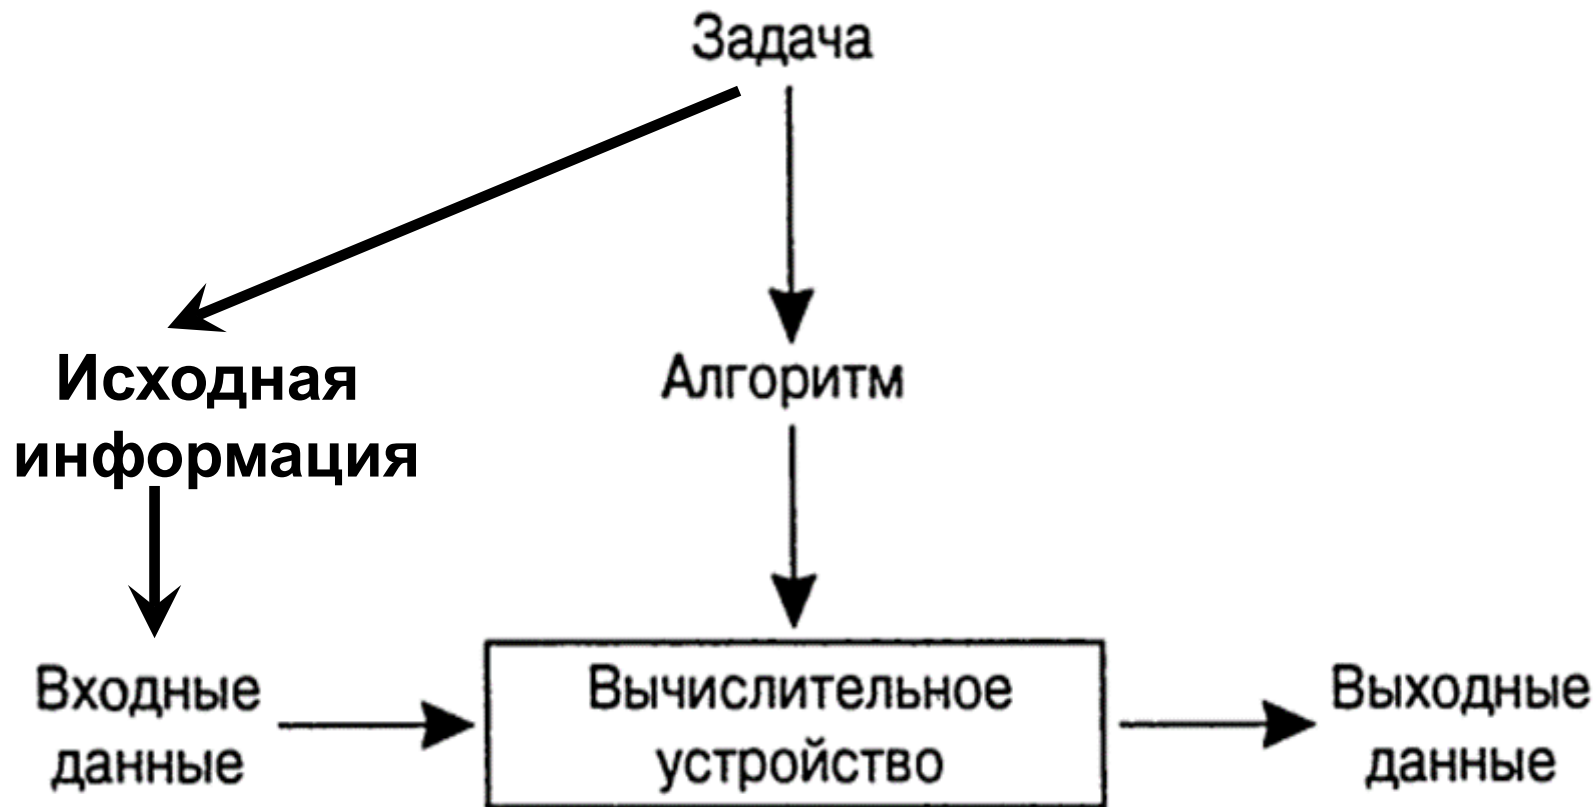 Задача
Исходная
информация
Алгоритм
Входные
данные
Вычислительное
устройство
Выходные
данные